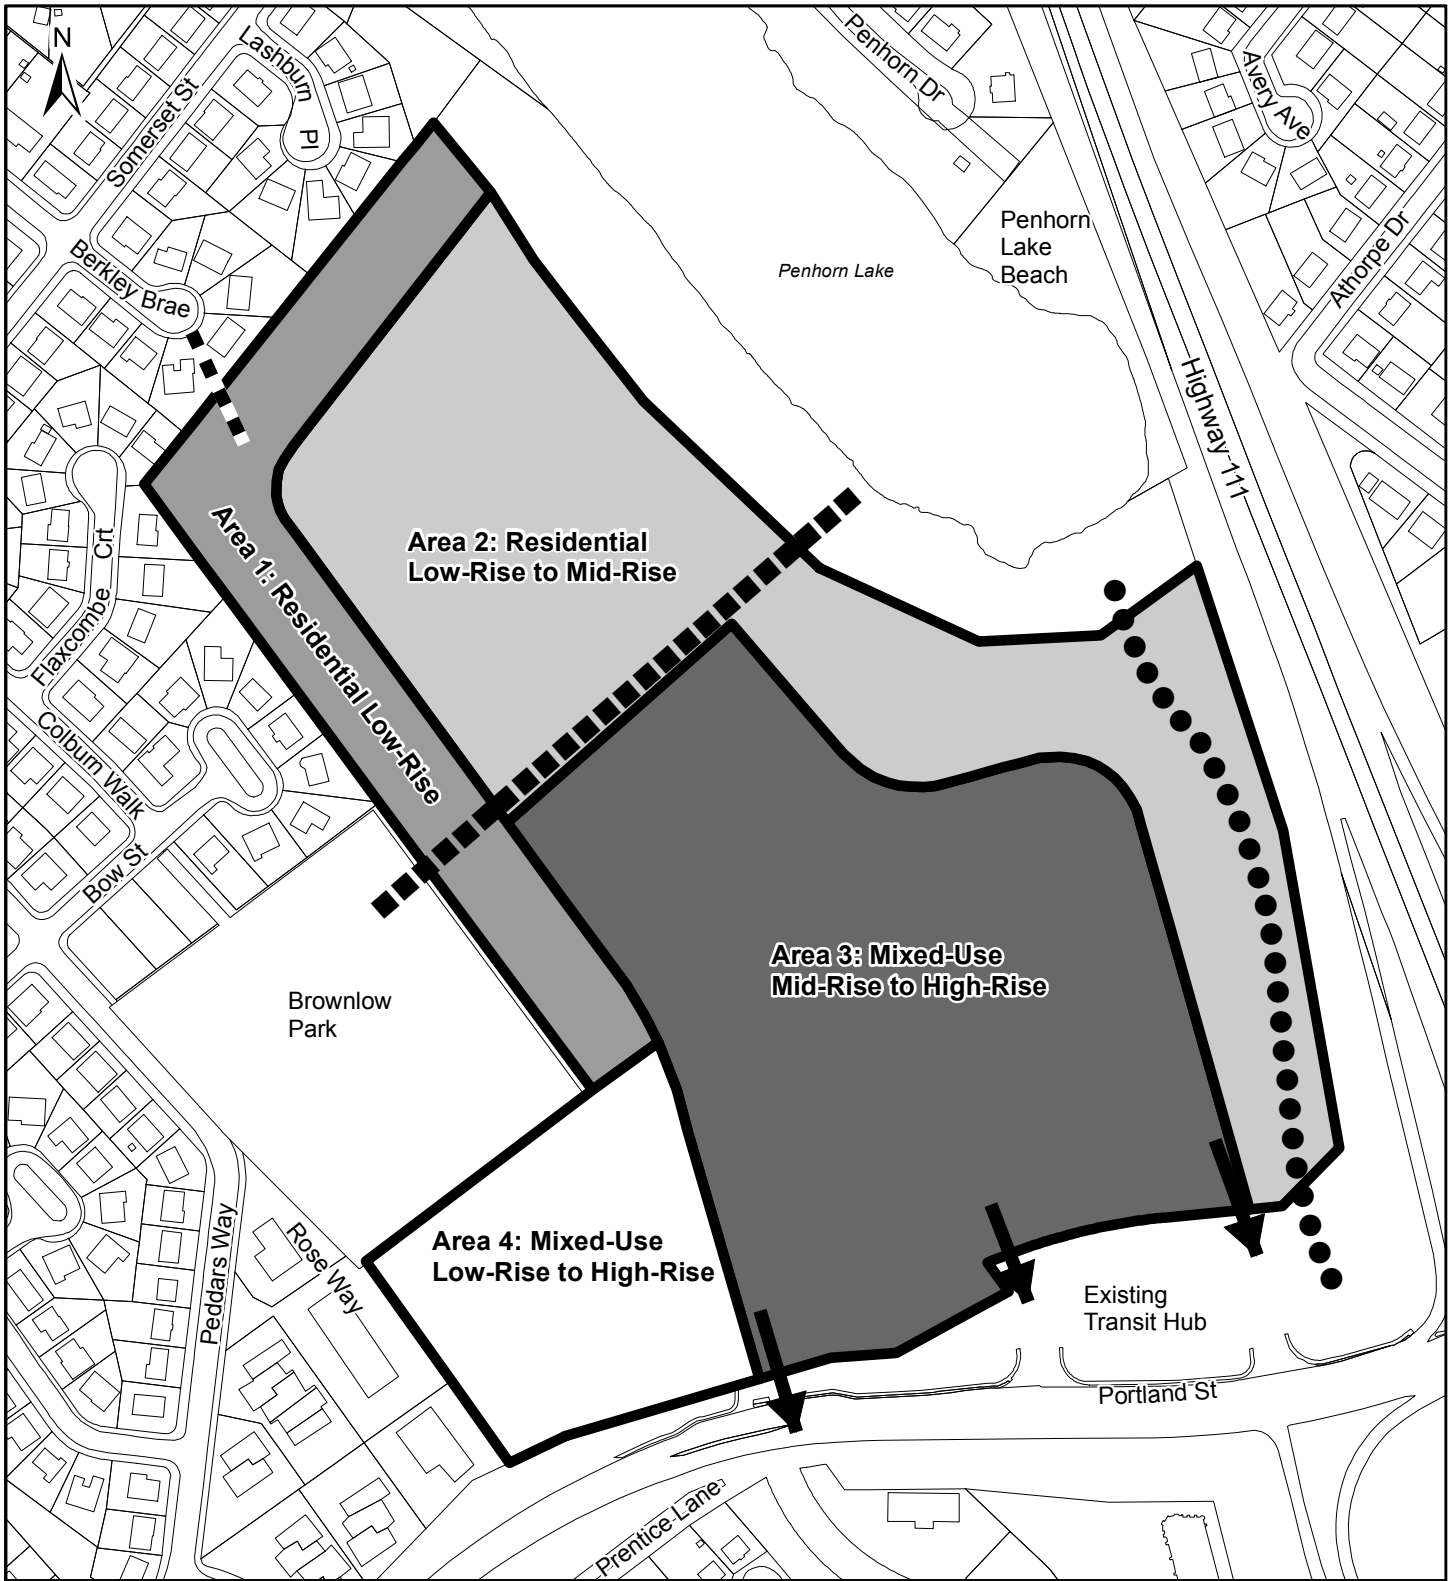 N
Lashburn
Pl
Somerset St
Penhorn Dr
Avery Ave
Berkley Brae
Penhorn Lake
Penhorn
Lake
Beach
Athorpe Dr
Highway 111
Area 2: Residential
Low-Rise to Mid-Rise
Area 1: Residential Low-Rise
Flaxcombe Crt
Colburn Walk
Bow St
Area 3: Mixed-Use
Mid-Rise to High-Rise
Brownlow
Park
Peddars Way
Rose Way
Area 4: Mixed-Use
Low-Rise to High-Rise
Existing
Transit Hub
Portland St
Prentice Lane